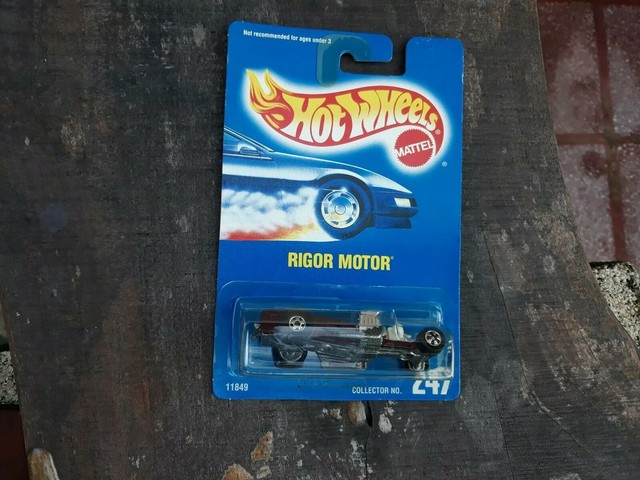 Not recommended for ages under 3
HOT WHEELS
®
MATTEL
®
RIGOR MOTOR®
11849
COLLECTOR NO. 247